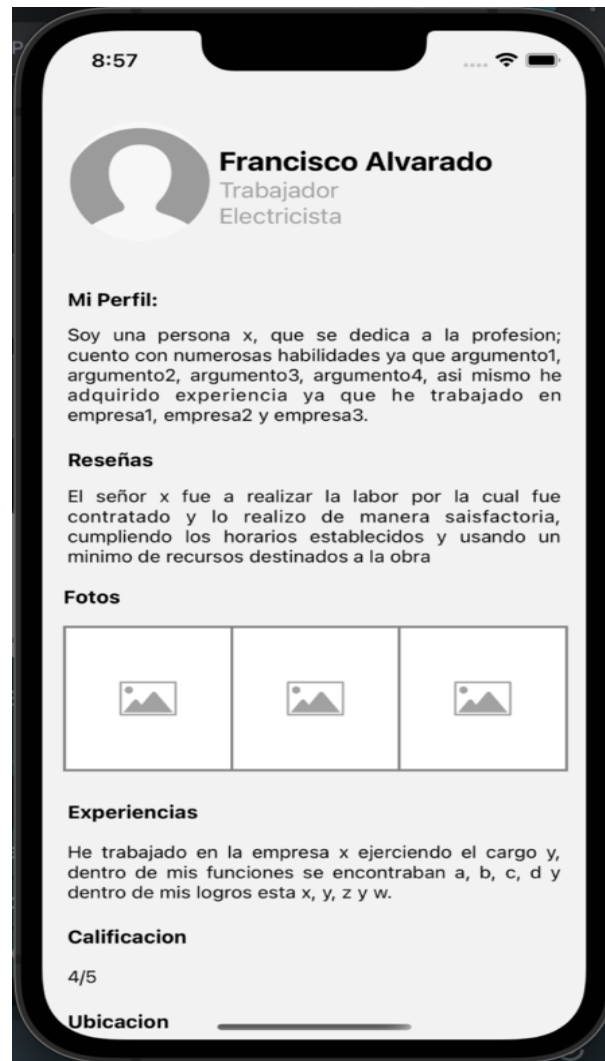 8:57
Francisco Alvarado
Trabajador
Electricista
Mi Perfil:
Soy una persona x, que se dedica a la profesion;
cuento con numerosas habilidades ya que argumento1,
argumento2, argumento3, argumento4, asi mismo he
adquirido experiencia ya que he trabajado en
empresa1, empresa2 y empresa3.
Reseñas
El señor x fue a realizar la labor por la cual fue
contratado y lo realizo de manera saisfactoria,
cumpliendo los horarios establecidos y usando un
minimo de recursos destinados a la obra
Fotos
Experiencias
He trabajado en la empresa x ejerciendo el cargo y,
dentro de mis funciones se encontraban a, b, c, d y
dentro de mis logros esta x, y, z y w.
Calificacion
4/5
Ubicacion